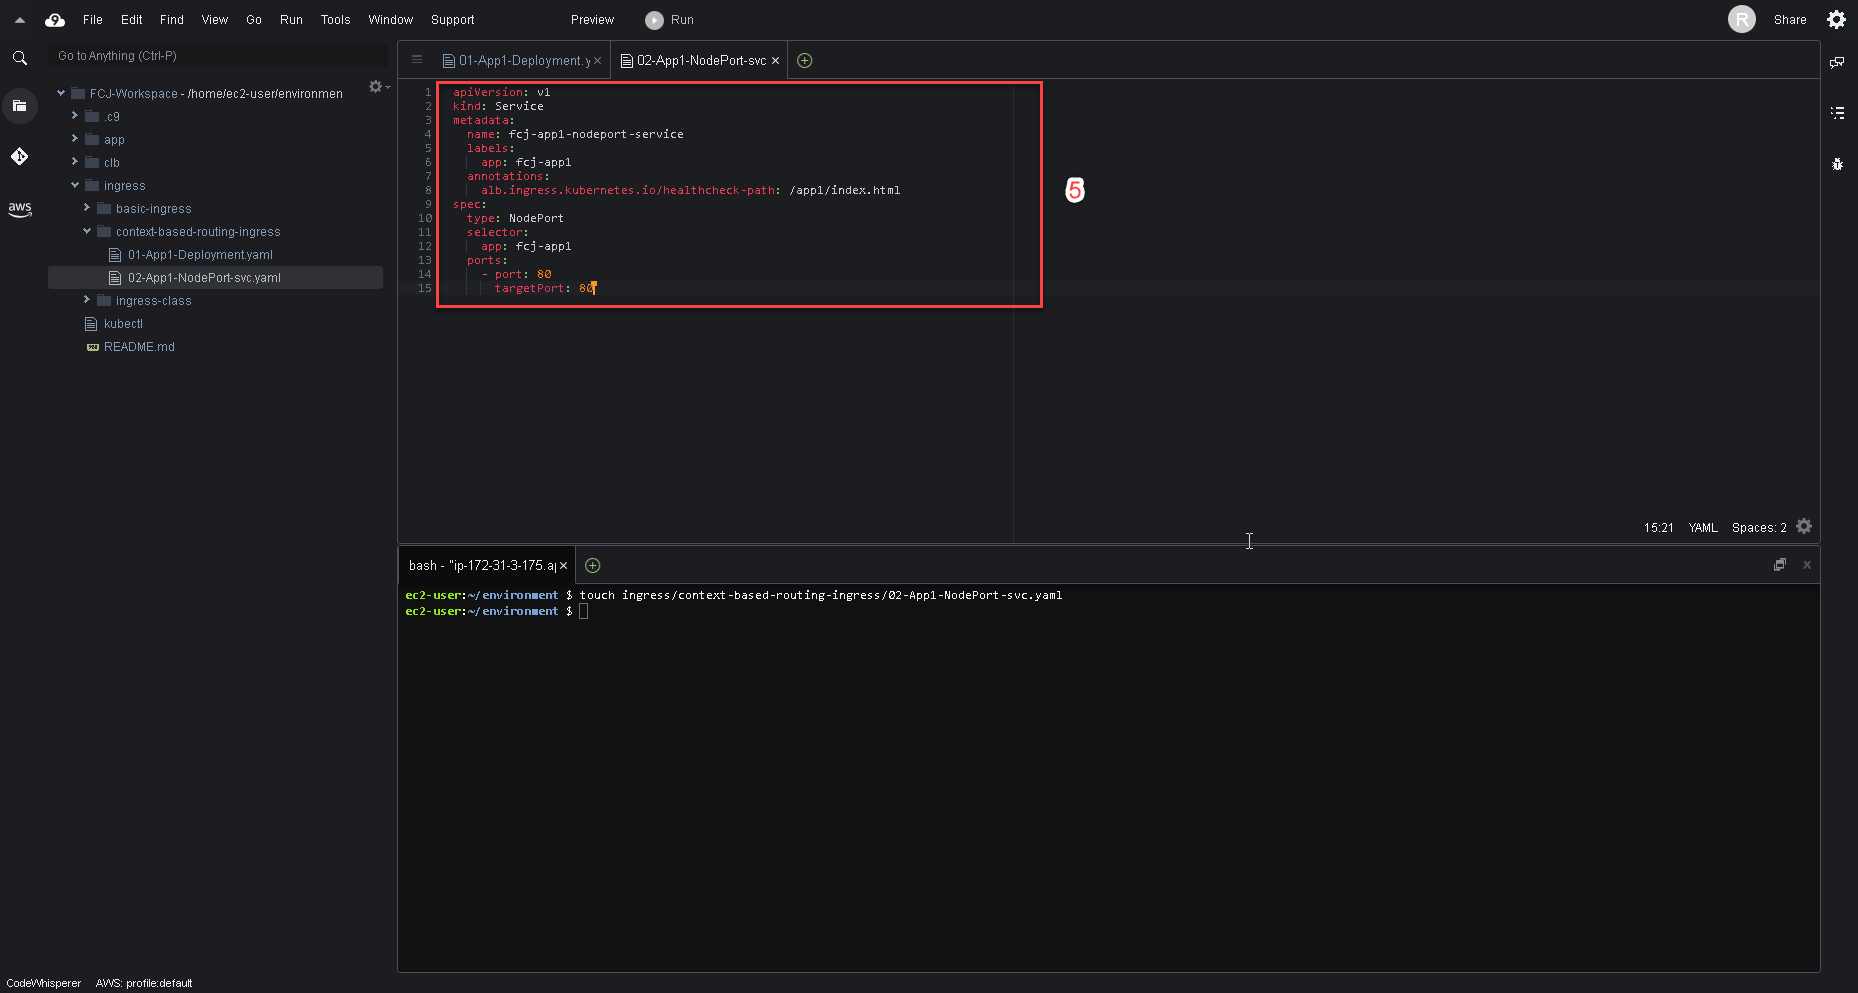 File Edit Find View Go Run Tools Window Support Preview Run R Share
Go to Anything (Ctrl-P)
FCJ-Workspace - /home/ec2-user/environmen
.c9
app
clb
ingress
basic-ingress
context-based-routing-ingress
01-App1-Deployment.yaml
02-App1-NodePort-svc.yaml
ingress-class
kubectl
README.md
aws
01-App1-Deployment.y 02-App1-NodePort-svc
1 apiVersion: v1
2 kind: Service
3 metadata:
4 name: fcj-app1-nodeport-service
5 labels:
6 app: fcj-app1
7 annotations:
8 alb.ingress.kubernetes.io/healthcheck-path: /app1/index.html
9 spec:
10 type: NodePort
11 selector:
12 app: fcj-app1
13 ports:
14 - port: 80
15 targetPort: 80
5
15:21 YAML Spaces: 2
bash - "ip-172-31-3-175.ap
ec2-user:~/environment $ touch ingress/context-based-routing-ingress/02-App1-NodePort-svc.yaml
ec2-user:~/environment $
CodeWhisperer AWS: profile:default